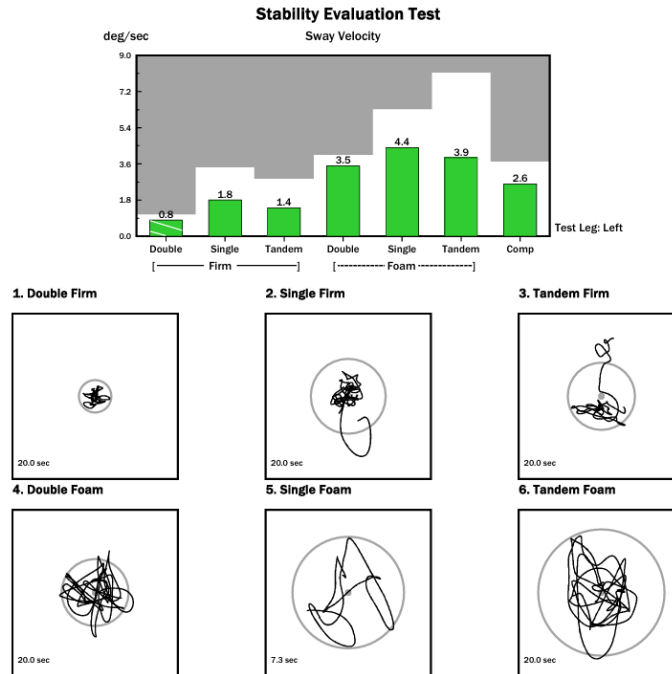 Stability Evaluation Test
deg/sec Sway Velocity
9.0
7.2
5.4
3.6
1.8
0.0
0.8 1.8 1.4 3.5 4.4 3.9 2.6
Test Leg: Left
Double Single Tandem Double Single Tandem Comp
[ Firm ] [ Foam ]
1. Double Firm 2. Single Firm 3. Tandem Firm
20.0 sec 20.0 sec 20.0 sec
4. Double Foam 5. Single Foam 6. Tandem Foam
20.0 sec 7.3 sec 20.0 sec